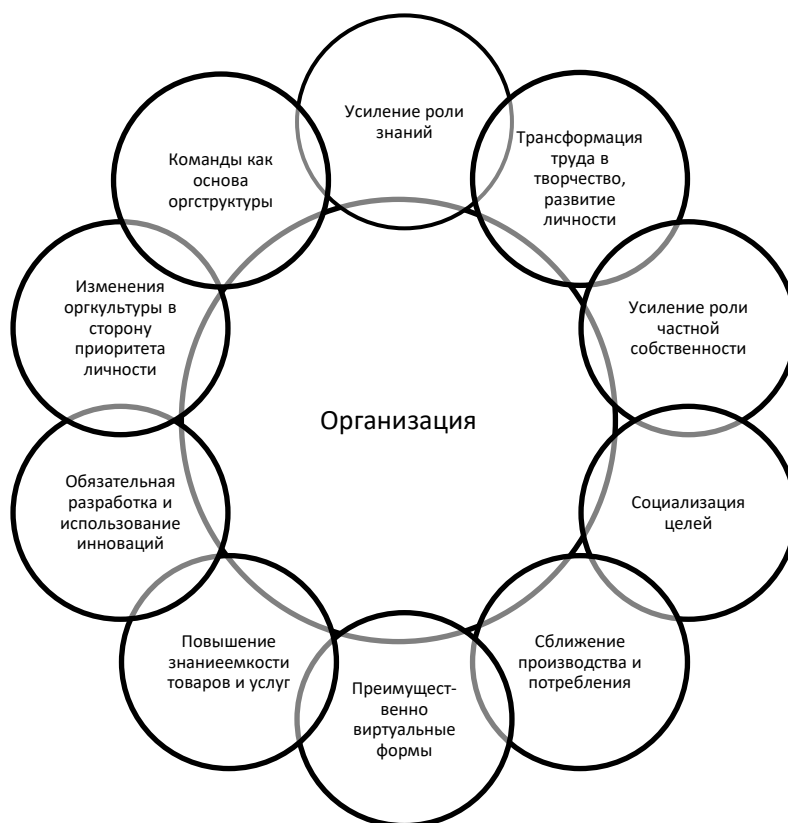 Усиление роли
знаний
Трансформация
труда в
творчество,
развитие
личности
Усиление роли
частной
собственности
Социализация
целей
Сближение
производства и
потребления
Преимущест-
венно
виртуальные
формы
Повышение
знаниеемкости
товаров и услуг
Обязательная
разработка и
использование
инноваций
Изменения
оргкультуры в
сторону
приоритета
личности
Команды как
основа
оргструктуры
Организация